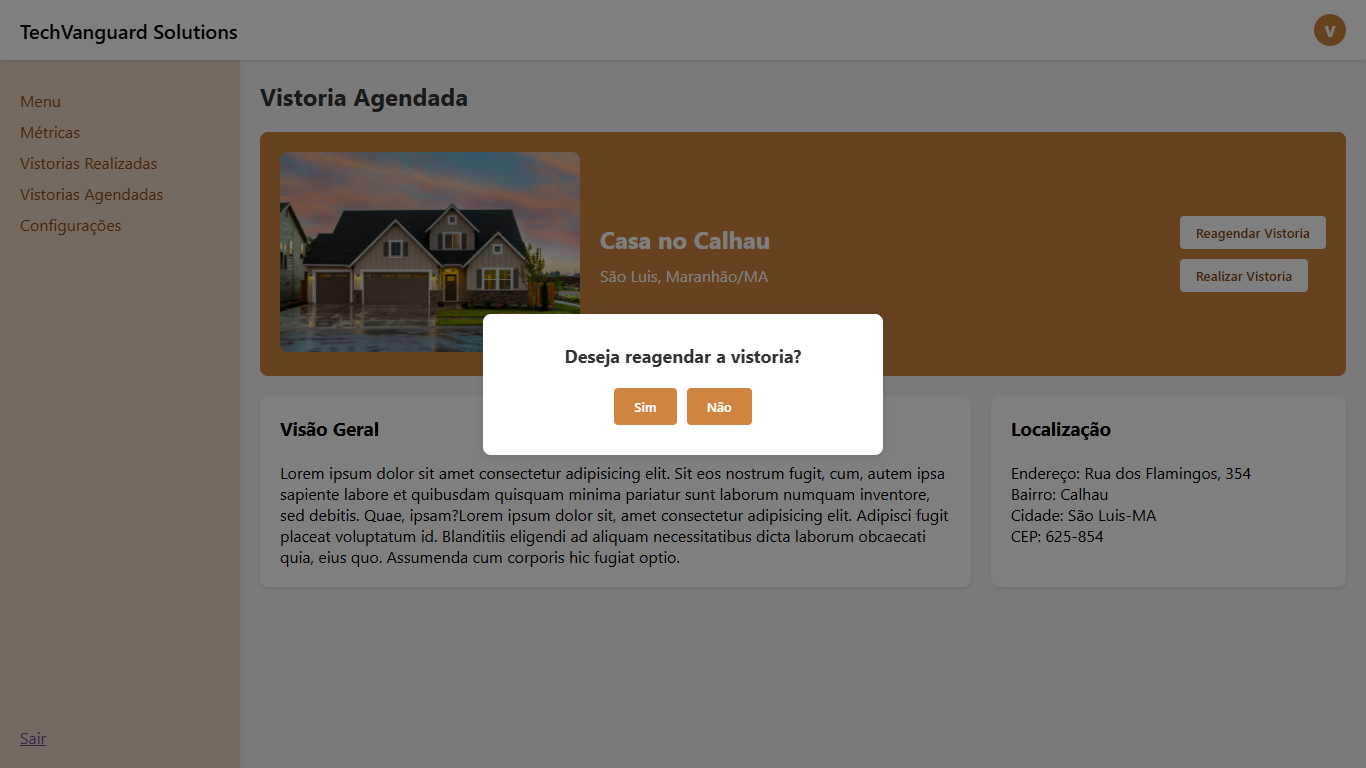 TechVanguard Solutions
V
Menu
Métricas
Vistorias Realizadas
Vistorias Agendadas
Configurações
Sair
Vistoria Agendada
Casa no Calhau
São Luis, Maranhão/MA
Reagendar Vistoria
Realizar Vistoria
Deseja reagendar a vistoria?
Sim
Não
Visão Geral
Lorem ipsum dolor sit amet consectetur adipisicing elit. Sit eos nostrum fugit, cum, autem ipsa
sapiente labore et quibusdam quisquam minima pariatur sunt laborum numquam inventore,
sed debitis. Quae, ipsam?Lorem ipsum dolor sit, amet consectetur adipisicing elit. Adipisci fugit
placeat voluptatum id. Blanditiis eligendi ad aliquam necessitatibus dicta laborum obcaecati
quia, eius quo. Assumenda cum corporis hic fugiat optio.
Localização
Endereço: Rua dos Flamingos, 354
Bairro: Calhau
Cidade: São Luis-MA
CEP: 625-854